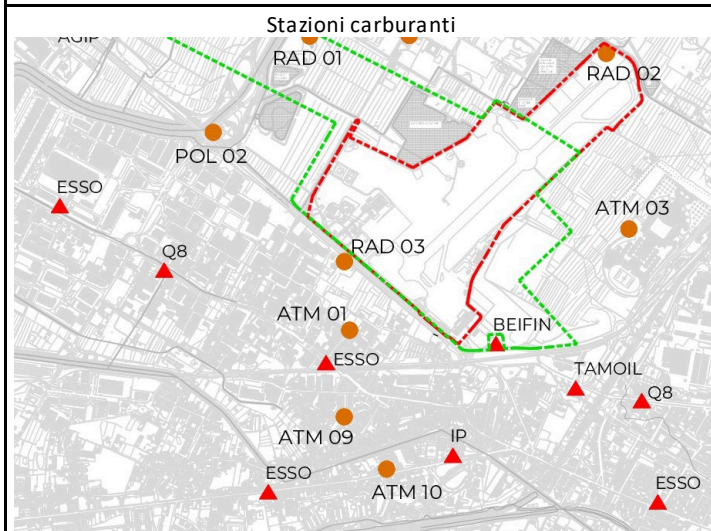 Stazioni carburanti
AGIP
RAD 01
RAD 02
POL 02
ESSO
ATM 03
Q8
RAD 03
ATM 01
BEIFIN
ESSO
TAMOIL
Q8
ATM 09
IP
ESSO
ATM 10
ESSO